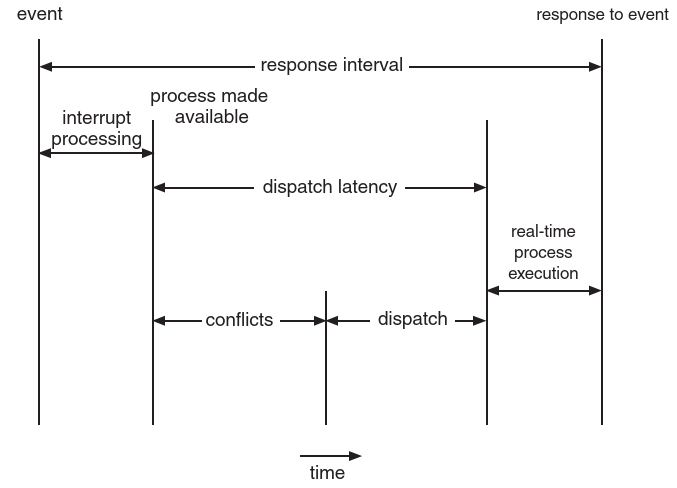 event
response to event
response interval
process made
available
interrupt
processing
dispatch latency
real-time
process
execution
conflicts
dispatch
time